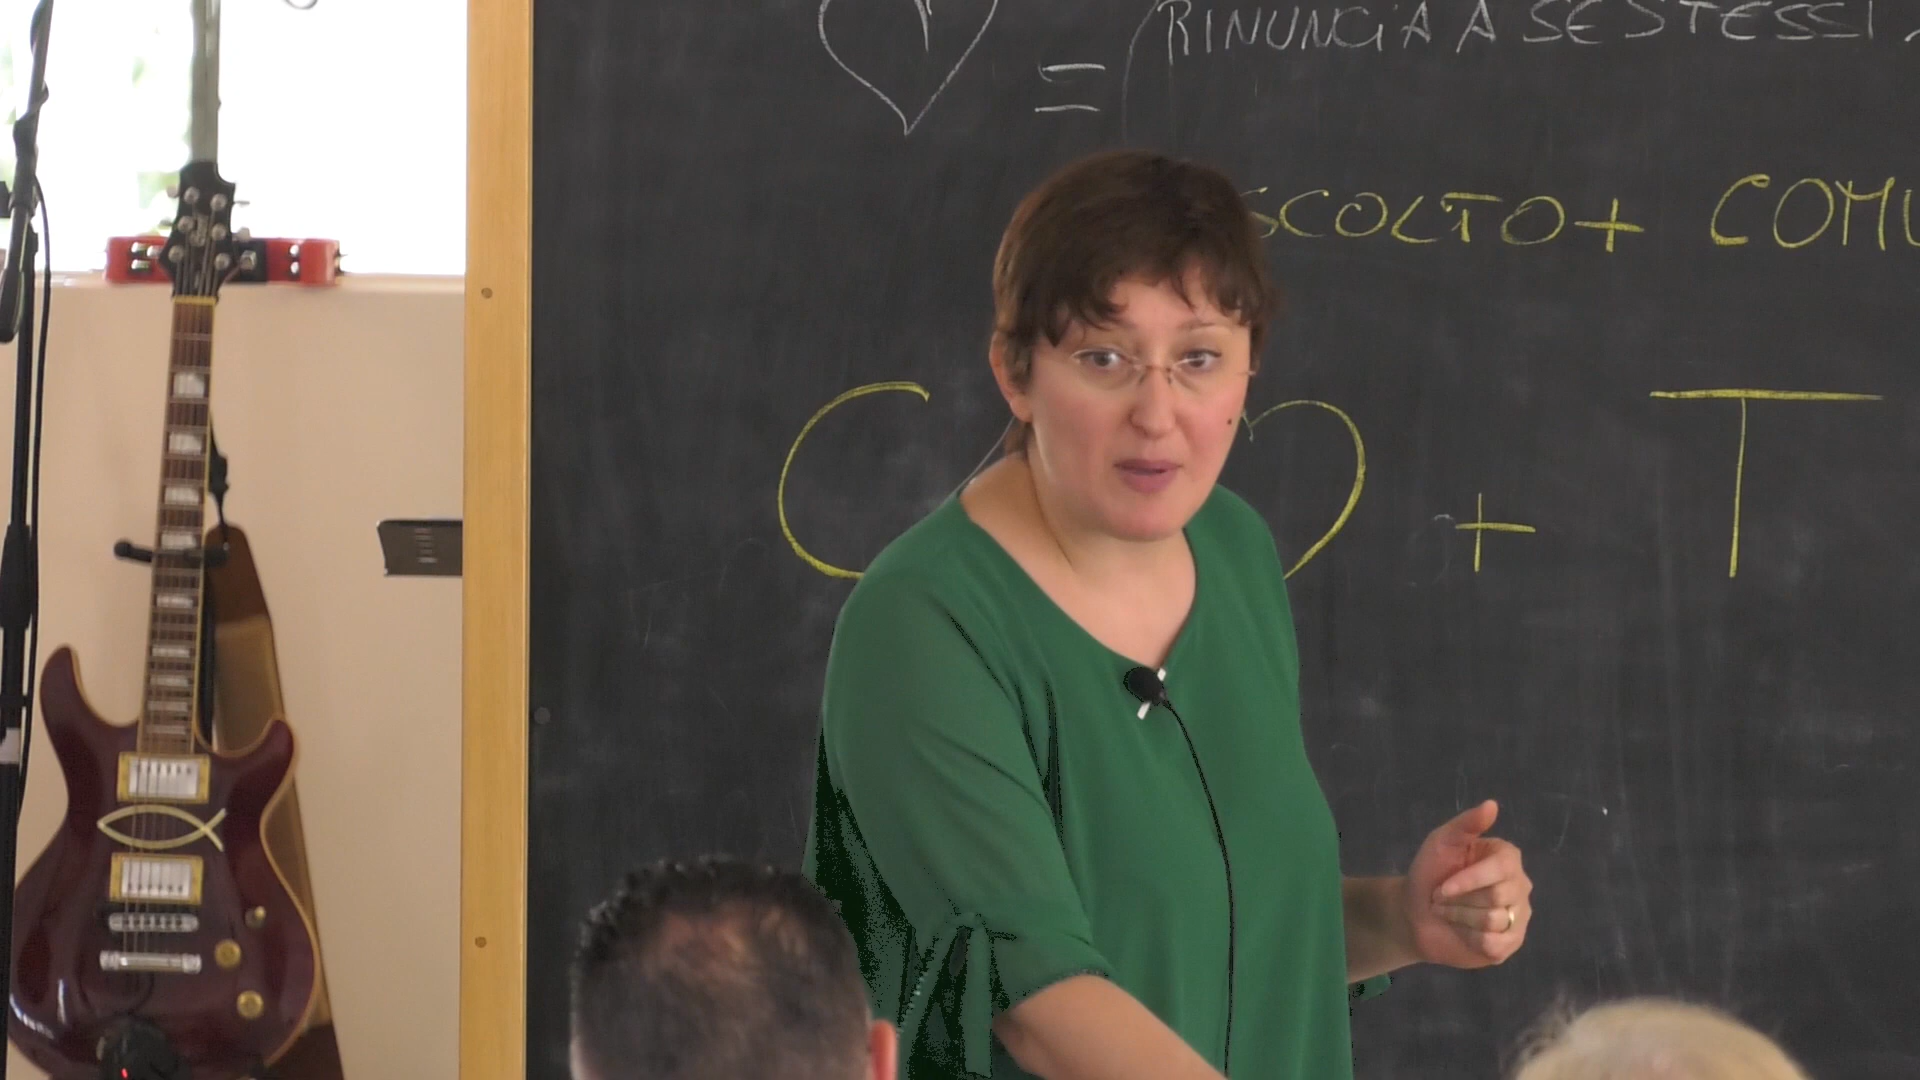 = (RINUNCIA A SE STESSI
SCOLTO + COMU
C + T